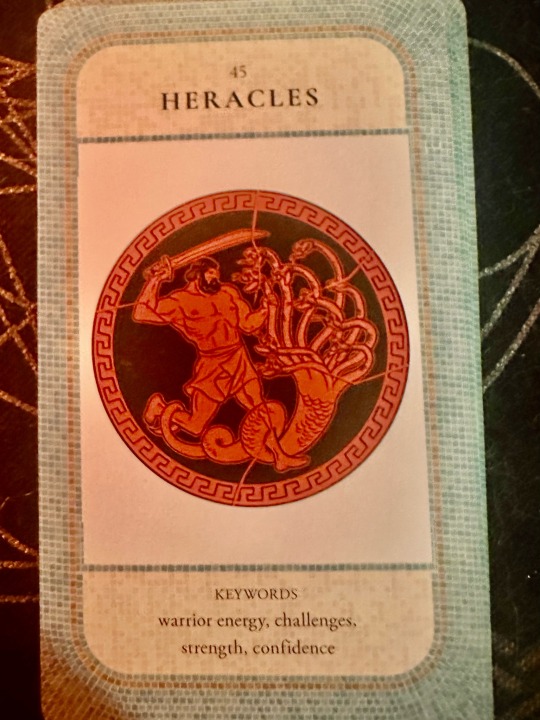 45
HERACLES
KEYWORDS
warrior energy, challenges,
strength, confidence